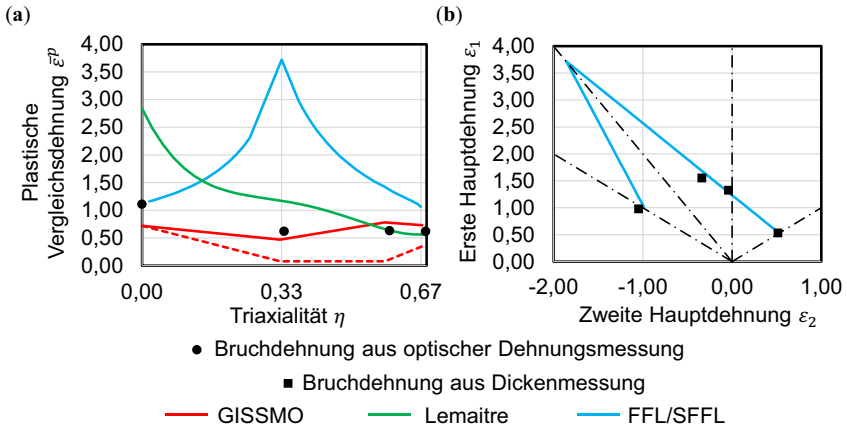 (a)
Plastische
Vergleichsdehnung ε̄ᵖ
4,00
3,50
3,00
2,50
2,00
1,50
1,00
0,50
0,00
0,00
0,33
0,67
Triaxialität η
(b)
Erste Hauptdehnung ε₁
4,00
3,50
3,00
2,50
2,00
1,50
1,00
0,50
0,00
-2,00
-1,00
0,00
1,00
Zweite Hauptdehnung ε₂
Bruchdehnung aus optischer Dehnungsmessung
Bruchdehnung aus Dickenmessung
GISSMO
Lemaitre
FFL/SFFL